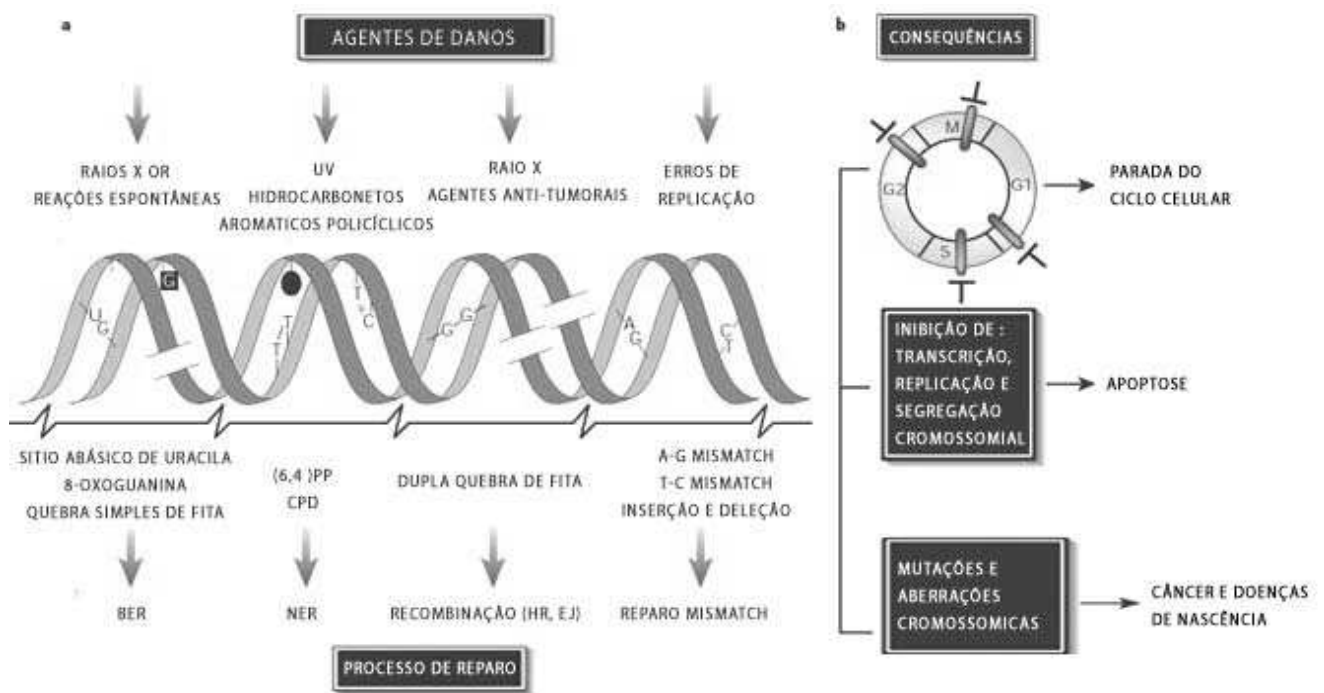 a
AGENTES DE DANOS
RAIOS X OR
REAÇÕES ESPONTÂNEAS
UV
HIDROCARBONETOS
AROMATICOS POLICÍCLICOS
RAIO X
AGENTES ANTI-TUMORAIS
ERROS DE
REPLICAÇÃO
U
G
G
T
T
T
C
G
G
A
G
C
T
SITIO ABÁSICO DE URACILA
8-OXOGUANINA
QUEBRA SIMPLES DE FITA
(6,4 )PP
CPD
DUPLA QUEBRA DE FITA
A-G MISMATCH
T-C MISMATCH
INSERÇÃO E DELEÇÃO
BER
NER
RECOMBINAÇÃO (HR, EJ)
REPARO MISMATCH
PROCESSO DE REPARO
b
CONSEQUÊNCIAS
M
G2
G1
S
PARADA DO
CICLO CELULAR
INIBIÇÃO DE :
TRANSCRIÇÃO,
REPLICAÇÃO E
SEGREGAÇÃO
CROMOSSOMIAL
APOPTOSE
MUTAÇÕES E
ABERRAÇÕES
CROMOSSOMICAS
CÂNCER E DOENÇAS
DE NASCÊNCIA